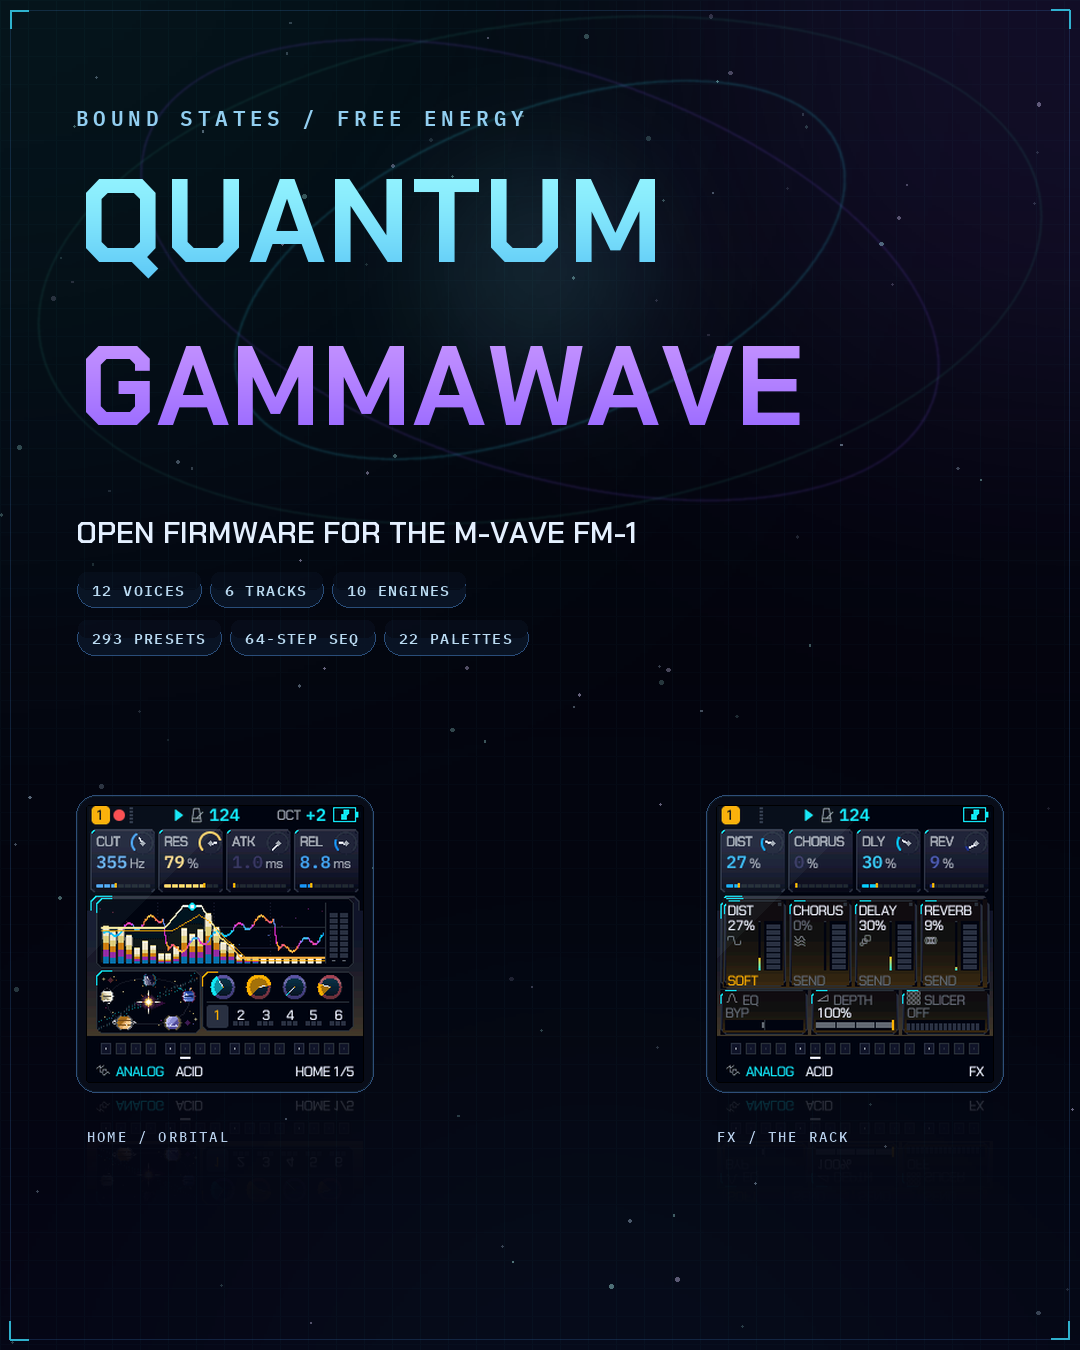 BOUND STATES / FREE ENERGY
QUANTUM
GAMMAWAVE
OPEN FIRMWARE FOR THE M-VAVE FM-1
12 VOICES 6 TRACKS 10 ENGINES
293 PRESETS 64-STEP SEQ 22 PALETTES
1 124 OCT +2
CUT RES ATK REL
355 Hz 79 % 1.0 ms 8.8 ms
1 2 3 4 5 6
ANALOG ACID HOME 1/5
HOME / ORBITAL
1 124
DIST CHORUS DLY REV
27 % 0 % 30 % 9 %
DIST CHORUS DELAY REVERB
27% 0% 30% 9%
SOFT SEND SEND SEND
EQ DEPTH SLICER
BYP 100% OFF
ANALOG ACID FX
FX / THE RACK